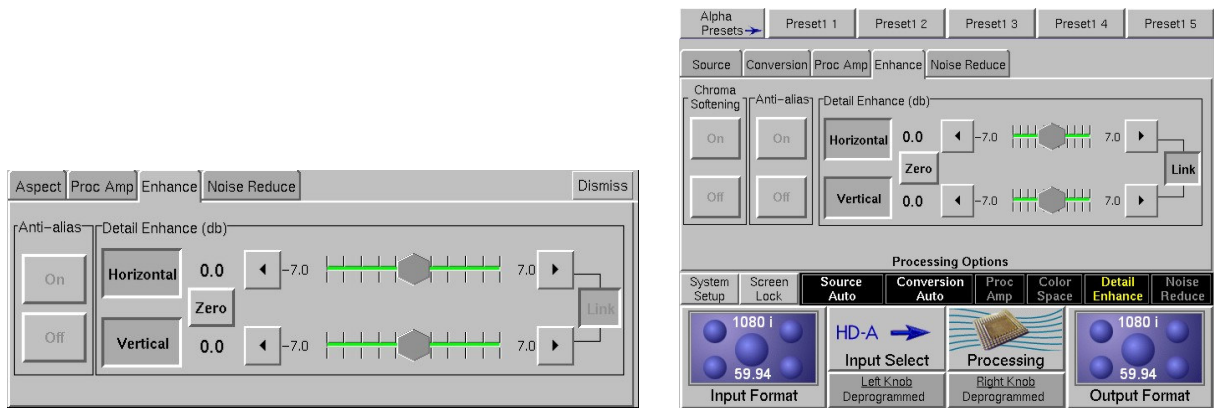 Aspect Proc Amp Enhance Noise Reduce Dismiss
Anti-alias Detail Enhance (db)
On Horizontal 0.0 -7.0 7.0
Zero Link
Off Vertical 0.0 -7.0 7.0
Alpha Presets Preset1 1 Preset1 2 Preset1 3 Preset1 4 Preset1 5
Source Conversion Proc Amp Enhance Noise Reduce
Chroma Softening Anti-alias Detail Enhance (db)
On On Horizontal 0.0 -7.0 7.0
Zero Link
Off Off Vertical 0.0 -7.0 7.0
Processing Options
System Setup Screen Lock Source Auto Conversion Auto Proc Amp Color Space Detail Enhance Noise Reduce
1080 i HD-A 1080 i
59.94 Input Select Processing 59.94
Input Format Left Knob Deprogrammed Right Knob Deprogrammed Output Format